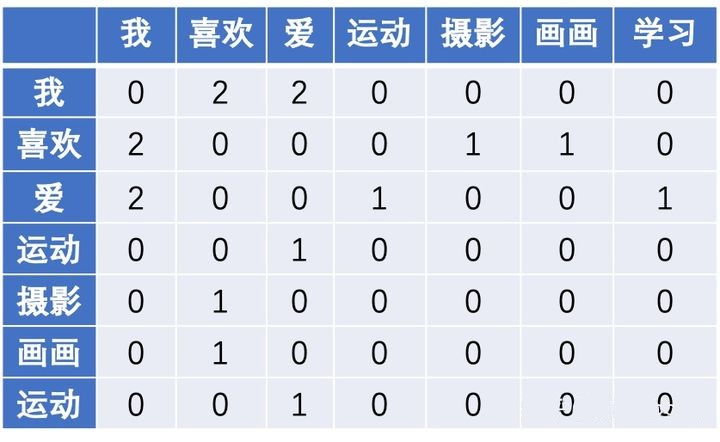 我 喜欢 爱 运动 摄影 画画 学习
我 0 2 2 0 0 0 0
喜欢 2 0 0 0 1 1 0
爱 2 0 0 1 0 0 1
运动 0 0 1 0 0 0 0
摄影 0 1 0 0 0 0 0
画画 0 1 0 0 0 0 0
运动 0 0 1 0 0 0 0